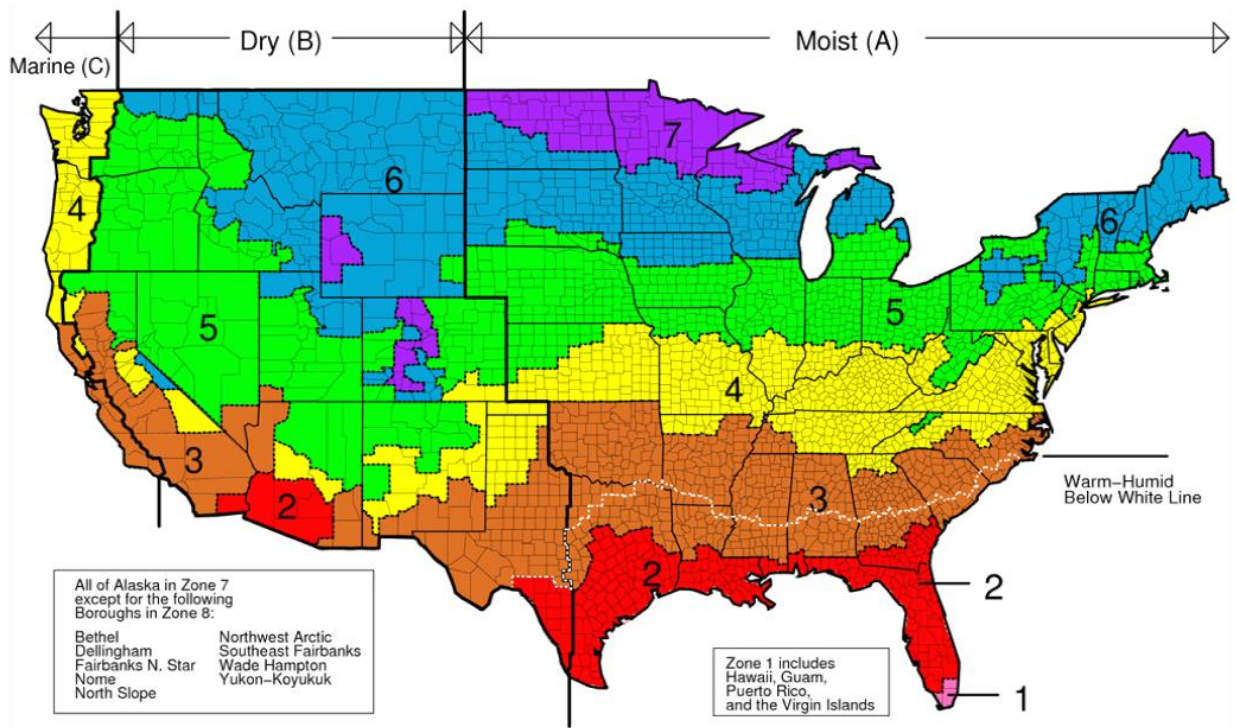 Marine (C)
Dry (B)
Moist (A)
7
6
4
6
5
5
4
3
3
Warm-Humid
Below White Line
2
2
2
1
All of Alaska in Zone 7
except for the following
Boroughs in Zone 8:
Bethel
Dellingham
Fairbanks N. Star
Nome
North Slope
Northwest Arctic
Southeast Fairbanks
Wade Hampton
Yukon-Koyukuk
Zone 1 includes
Hawaii, Guam,
Puerto Rico,
and the Virgin Islands